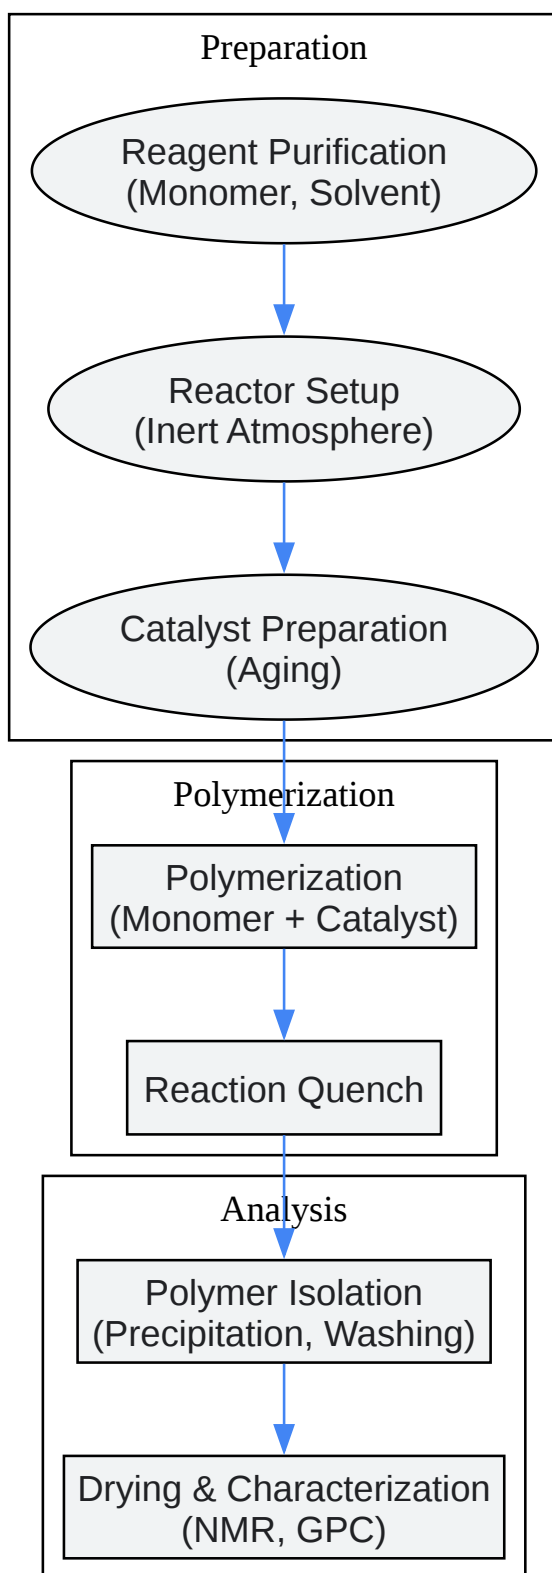 Preparation
Reagent Purification
(Monomer, Solvent)
Reactor Setup
(Inert Atmosphere)
Catalyst Preparation
(Aging)
Polymerization
Polymerization
(Monomer + Catalyst)
Reaction Quench
Analysis
Polymer Isolation
(Precipitation, Washing)
Drying & Characterization
(NMR, GPC)